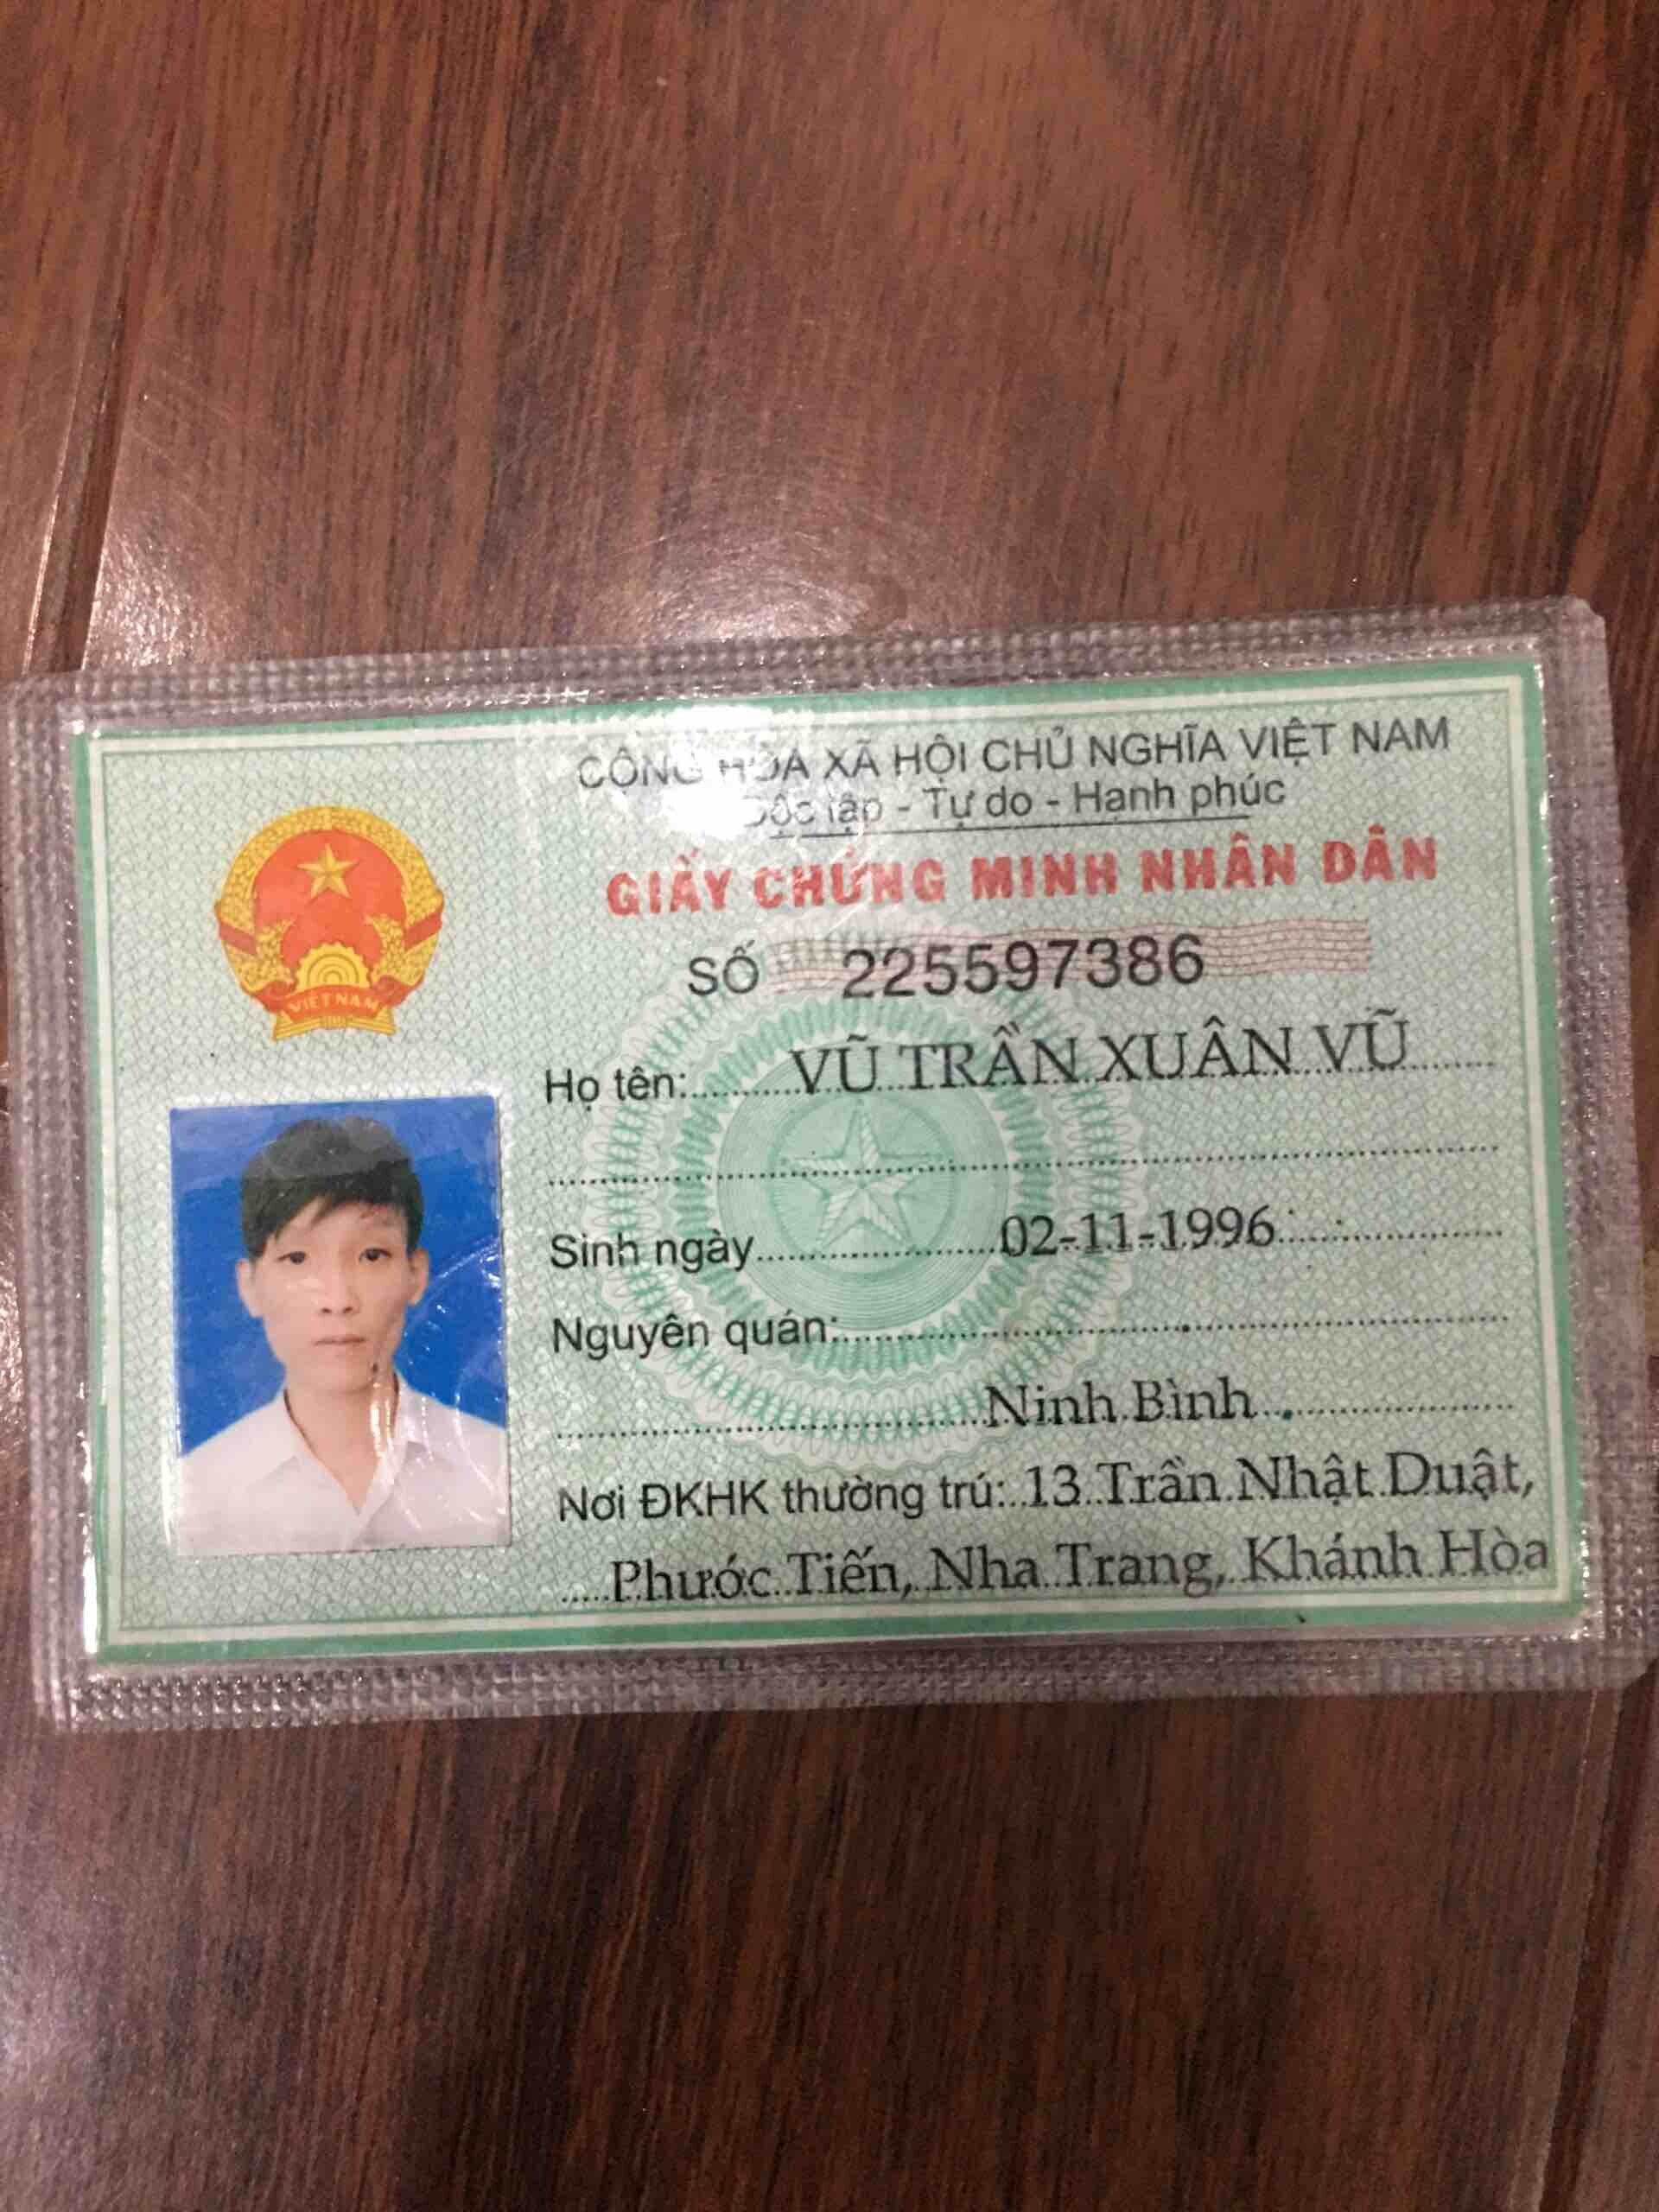 CỘNG HÒA XÃ HỘI CHỦ NGHĨA VIỆT NAM
Độc lập - Tự do - Hạnh phúc
GIẤY CHỨNG MINH NHÂN DÂN
SỐ 225597386
Họ tên: VŨ TRẦN XUÂN VŨ
Sinh ngày 02-11-1996
Nguyên quán:
Ninh Bình
Nơi ĐKHK thường trú: 13 Trần Nhật Duật,
Phước Tiến, Nha Trang, Khánh Hòa
VIỆT NAM